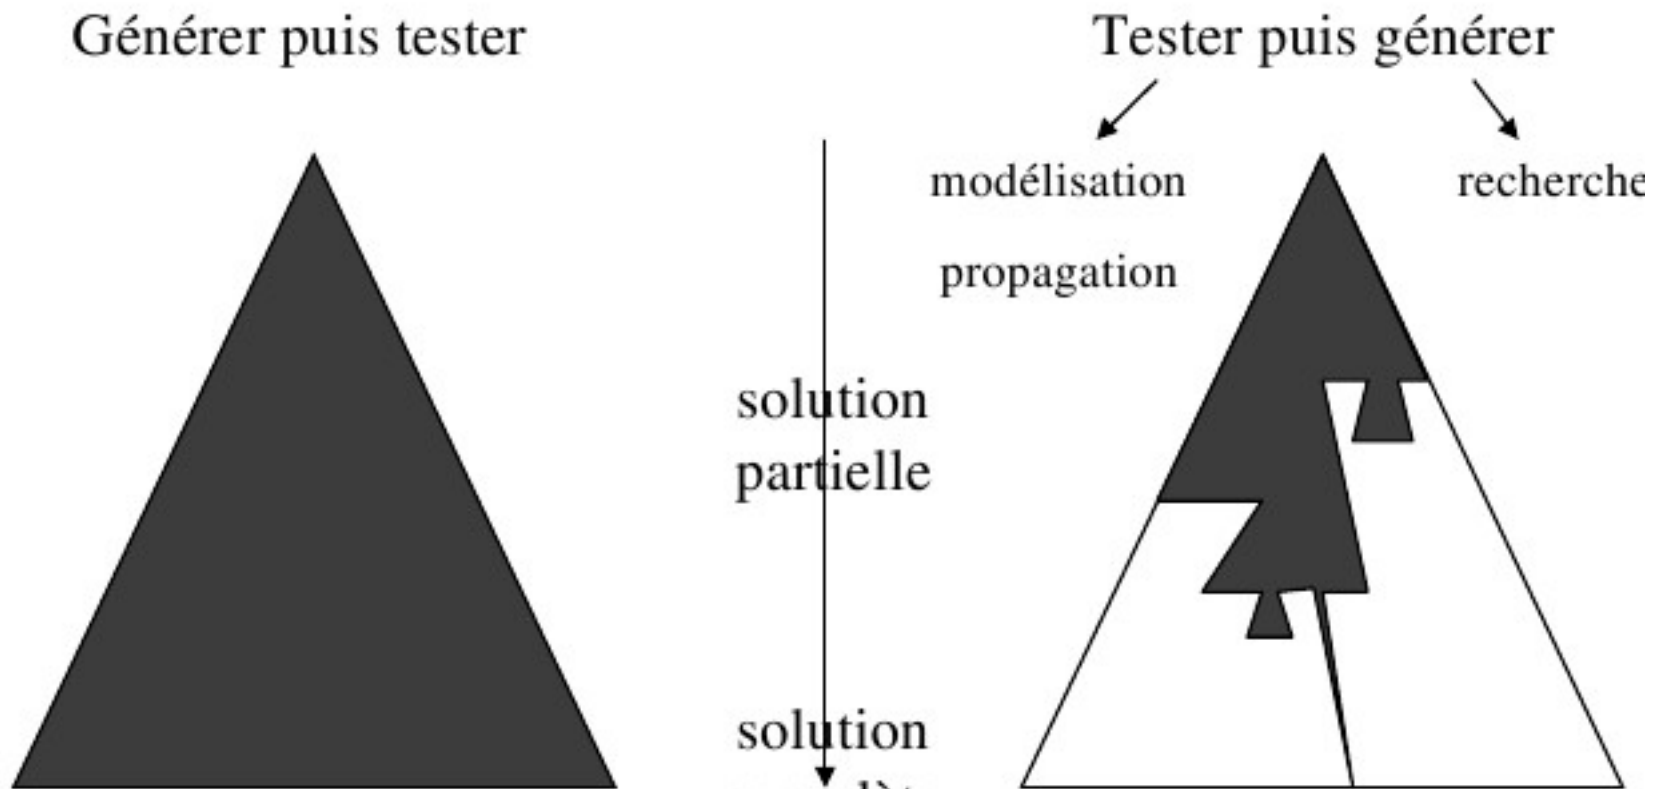 Générer puis tester
Tester puis générer
modélisation
recherche
propagation
solution
partielle
solution